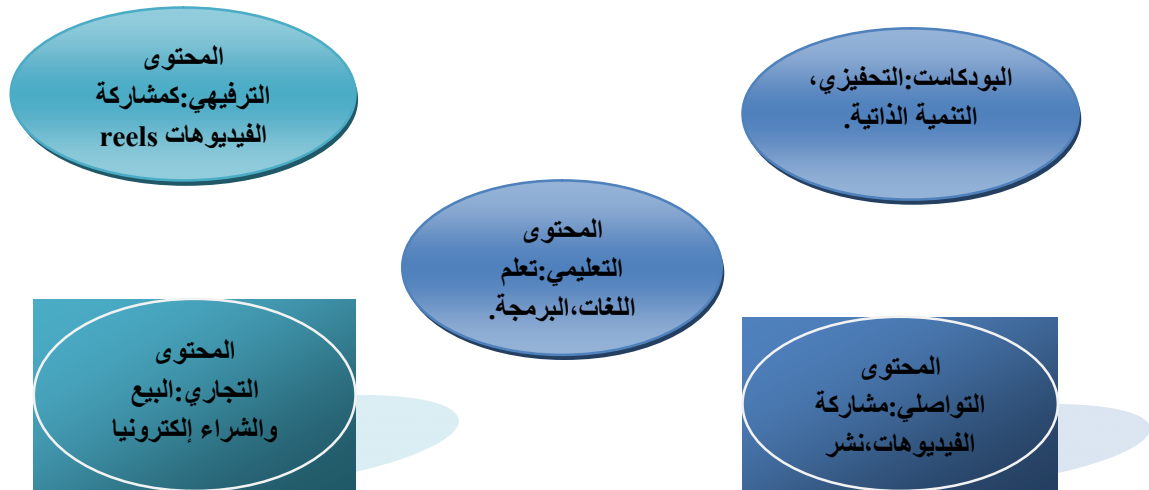 البودكاست:التحفيزي،
التنمية الذاتية.
المحتوى
الترفيهي:كمشاركة
الفيديوهات reels
المحتوى
التعليمي:تعلم
اللغات،البرمجة.
المحتوى
التواصلي:مشاركة
الفيديوهات،نشر
المحتوى
التجاري:البيع
والشراء إلكترونيا